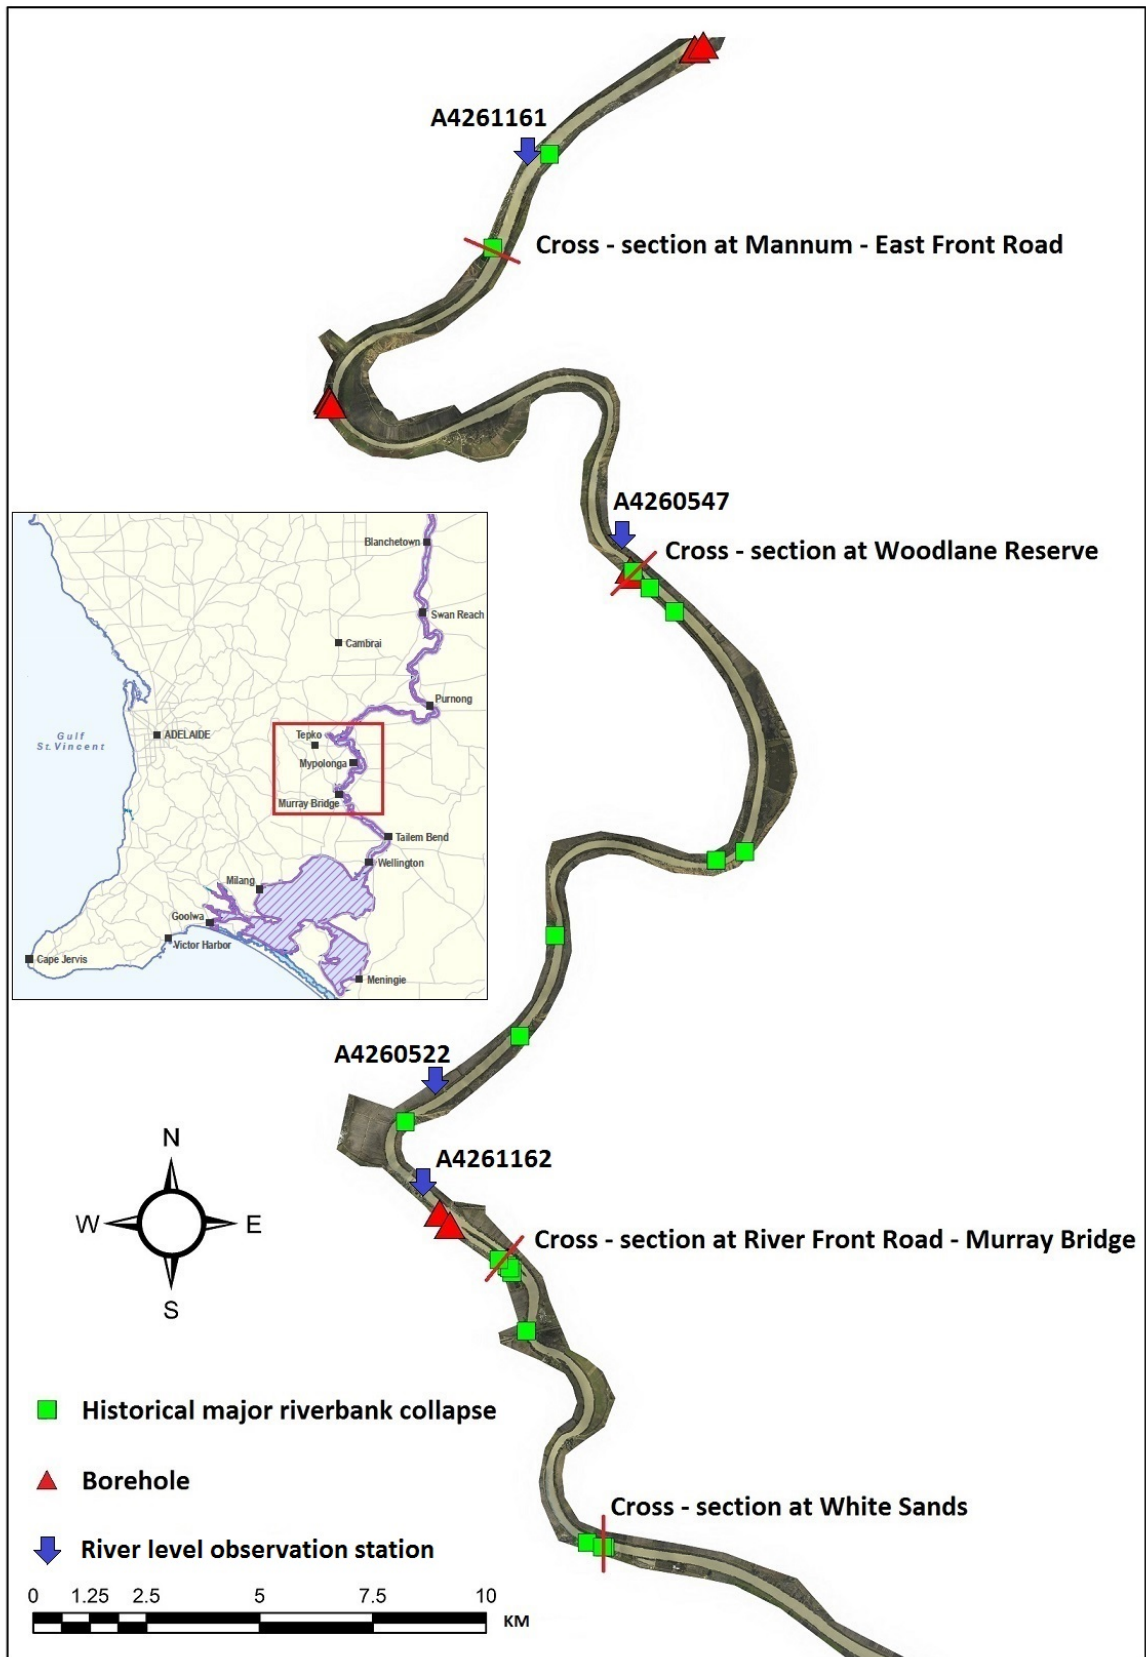 A4261161
Cross - section at Mannum - East Front Road
A4260547
Cross - section at Woodlane Reserve
Blanchetown
Swan Reach
Cambrai
Purnong
Gulf
St. Vincent
ADELAIDE
Tepko
Mypolonga
Murray Bridge
Tailem Bend
Wellington
Milang
Goolwa
Victor Harbor
Cape Jervis
Meningie
A4260522
A4261162
N
W
E
S
Cross - section at River Front Road - Murray Bridge
Historical major riverbank collapse
Borehole
River level observation station
Cross - section at White Sands
0 1.25 2.5 5 7.5 10
KM